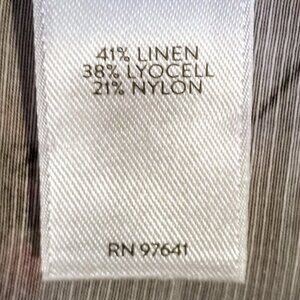 41% LINEN
38% LYOCELL
21% NYLON
RN 97641